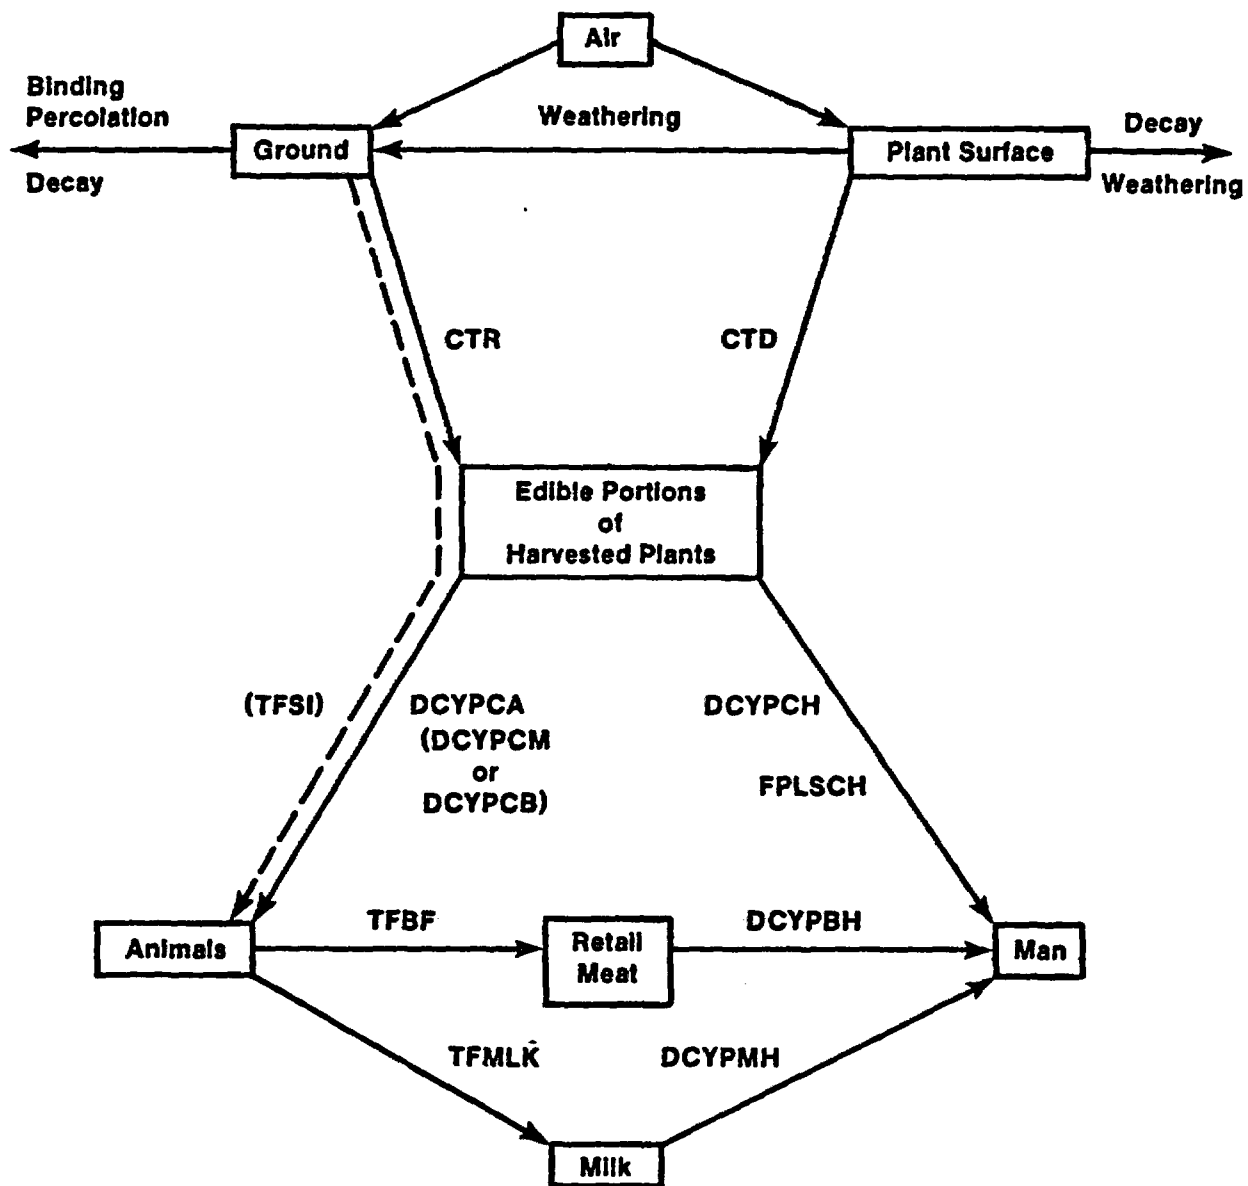 Air
Binding
Percolation
Decay
Ground
Weathering
Plant Surface
Decay
Weathering
CTR
CTD
Edible Portions
of
Harvested Plants
(TFSI)
DCYPCA
(DCYPCM
or
DCYPCB)
DCYPCH
FPLSCH
Animals
TFBF
Retail
Meat
DCYPBH
Man
TFMLK
DCYPMH
Milk